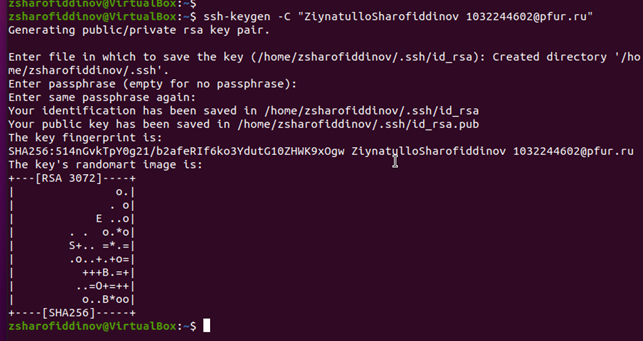 zsharofiddinov@VirtualBox:~$
zsharofiddinov@VirtualBox:~$ ssh-keygen -C "ZiynatulloSharofiddinov 1032244602@pfur.ru"
Generating public/private rsa key pair.
Enter file in which to save the key (/home/zsharofiddinov/.ssh/id_rsa): Created directory '/ho
me/zsharofiddinov/.ssh'.
Enter passphrase (empty for no passphrase):
Enter same passphrase again:
Your identification has been saved in /home/zsharofiddinov/.ssh/id_rsa
Your public key has been saved in /home/zsharofiddinov/.ssh/id_rsa.pub
The key fingerprint is:
SHA256:514nGvkTpY0g21/b2afeRIf6ko3YdutG10ZHWK9xOgw ZiynatulloSharofiddinov 1032244602@pfur.ru
The key's randomart image is:
+---[RSA 3072]----+
|               o.|
|              . o|
|            E ..o|
|        . .  o.*o|
|        S+.. =*.=|
|        .o..+.+o=|
|          +++B.=+|
|         ..=O+=++|
|          o..B*oo|
+----[SHA256]-----+
zsharofiddinov@VirtualBox:~$